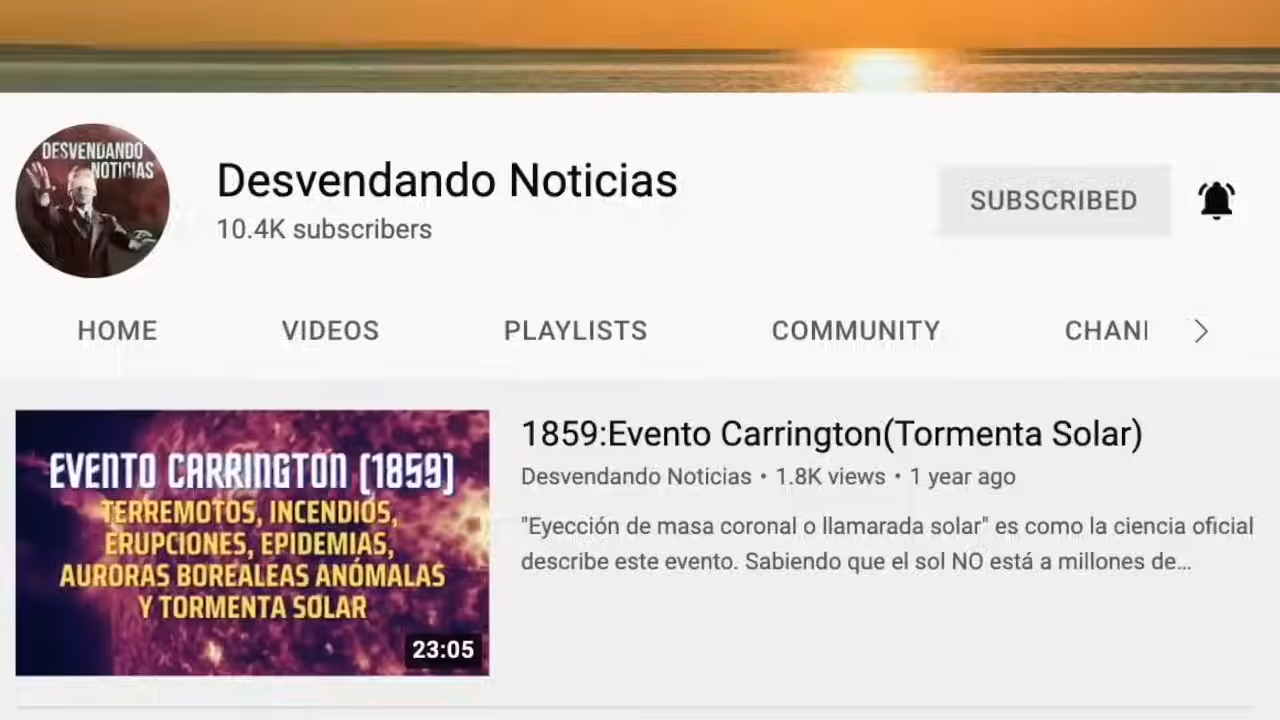 DESVENDANDO
NOTICIAS
Desvendando Noticias
10.4K subscribers
SUBSCRIBED
HOME VIDEOS PLAYLISTS COMMUNITY CHANI
EVENTO CARRINGTON (1859)
TERREMOTOS, INCENDIOS,
ERUPCIONES, EPIDEMIAS,
AURORAS BOREALEAS ANÓMALAS
Y TORMENTA SOLAR
23:05
1859:Evento Carrington(Tormenta Solar)
Desvendando Noticias • 1.8K views • 1 year ago
"Eyección de masa coronal o llamarada solar" es como la ciencia oficial
describe este evento. Sabiendo que el sol NO está a millones de...